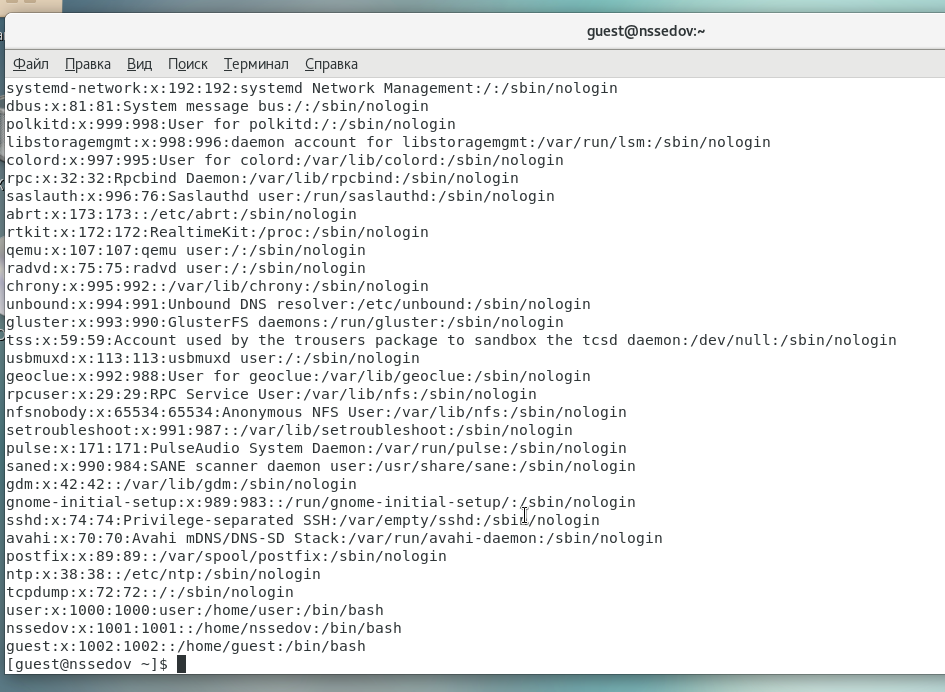 guest@nssedov:~
Файл Правка Вид Поиск Терминал Справка
systemd-network:x:192:192:systemd Network Management:/:/sbin/nologin
dbus:x:81:81:System message bus:/:/sbin/nologin
polkitd:x:999:998:User for polkitd:/:/sbin/nologin
libstoragemgmt:x:998:996:daemon account for libstoragemgmt:/var/run/lsm:/sbin/nologin
colord:x:997:995:User for colord:/var/lib/colord:/sbin/nologin
rpc:x:32:32:Rpcbind Daemon:/var/lib/rpcbind:/sbin/nologin
saslauth:x:996:76:Saslauthd user:/run/saslauthd:/sbin/nologin
abrt:x:173:173::/etc/abrt:/sbin/nologin
rtkit:x:172:172:RealtimeKit:/proc:/sbin/nologin
qemu:x:107:107:qemu user:/:/sbin/nologin
radvd:x:75:75:radvd user:/:/sbin/nologin
chrony:x:995:992::/var/lib/chrony:/sbin/nologin
unbound:x:994:991:Unbound DNS resolver:/etc/unbound:/sbin/nologin
gluster:x:993:990:GlusterFS daemons:/run/gluster:/sbin/nologin
tss:x:59:59:Account used by the trousers package to sandbox the tcsd daemon:/dev/null:/sbin/nologin
usbmuxd:x:113:113:usbmuxd user:/:/sbin/nologin
geoclue:x:992:988:User for geoclue:/var/lib/geoclue:/sbin/nologin
rpcuser:x:29:29:RPC Service User:/var/lib/nfs:/sbin/nologin
nfsnobody:x:65534:65534:Anonymous NFS User:/var/lib/nfs:/sbin/nologin
setroubleshoot:x:991:987::/var/lib/setroubleshoot:/sbin/nologin
pulse:x:171:171:PulseAudio System Daemon:/var/run/pulse:/sbin/nologin
saned:x:990:984:SANE scanner daemon user:/usr/share/sane:/sbin/nologin
gdm:x:42:42::/var/lib/gdm:/sbin/nologin
gnome-initial-setup:x:989:983::/run/gnome-initial-setup/:/sbin/nologin
sshd:x:74:74:Privilege-separated SSH:/var/empty/sshd:/sbin/nologin
avahi:x:70:70:Avahi mDNS/DNS-SD Stack:/var/run/avahi-daemon:/sbin/nologin
postfix:x:89:89::/var/spool/postfix:/sbin/nologin
ntp:x:38:38::/etc/ntp:/sbin/nologin
tcpdump:x:72:72::/:/sbin/nologin
user:x:1000:1000:user:/home/user:/bin/bash
nssedov:x:1001:1001::/home/nssedov:/bin/bash
guest:x:1002:1002::/home/guest:/bin/bash
[guest@nssedov ~]$